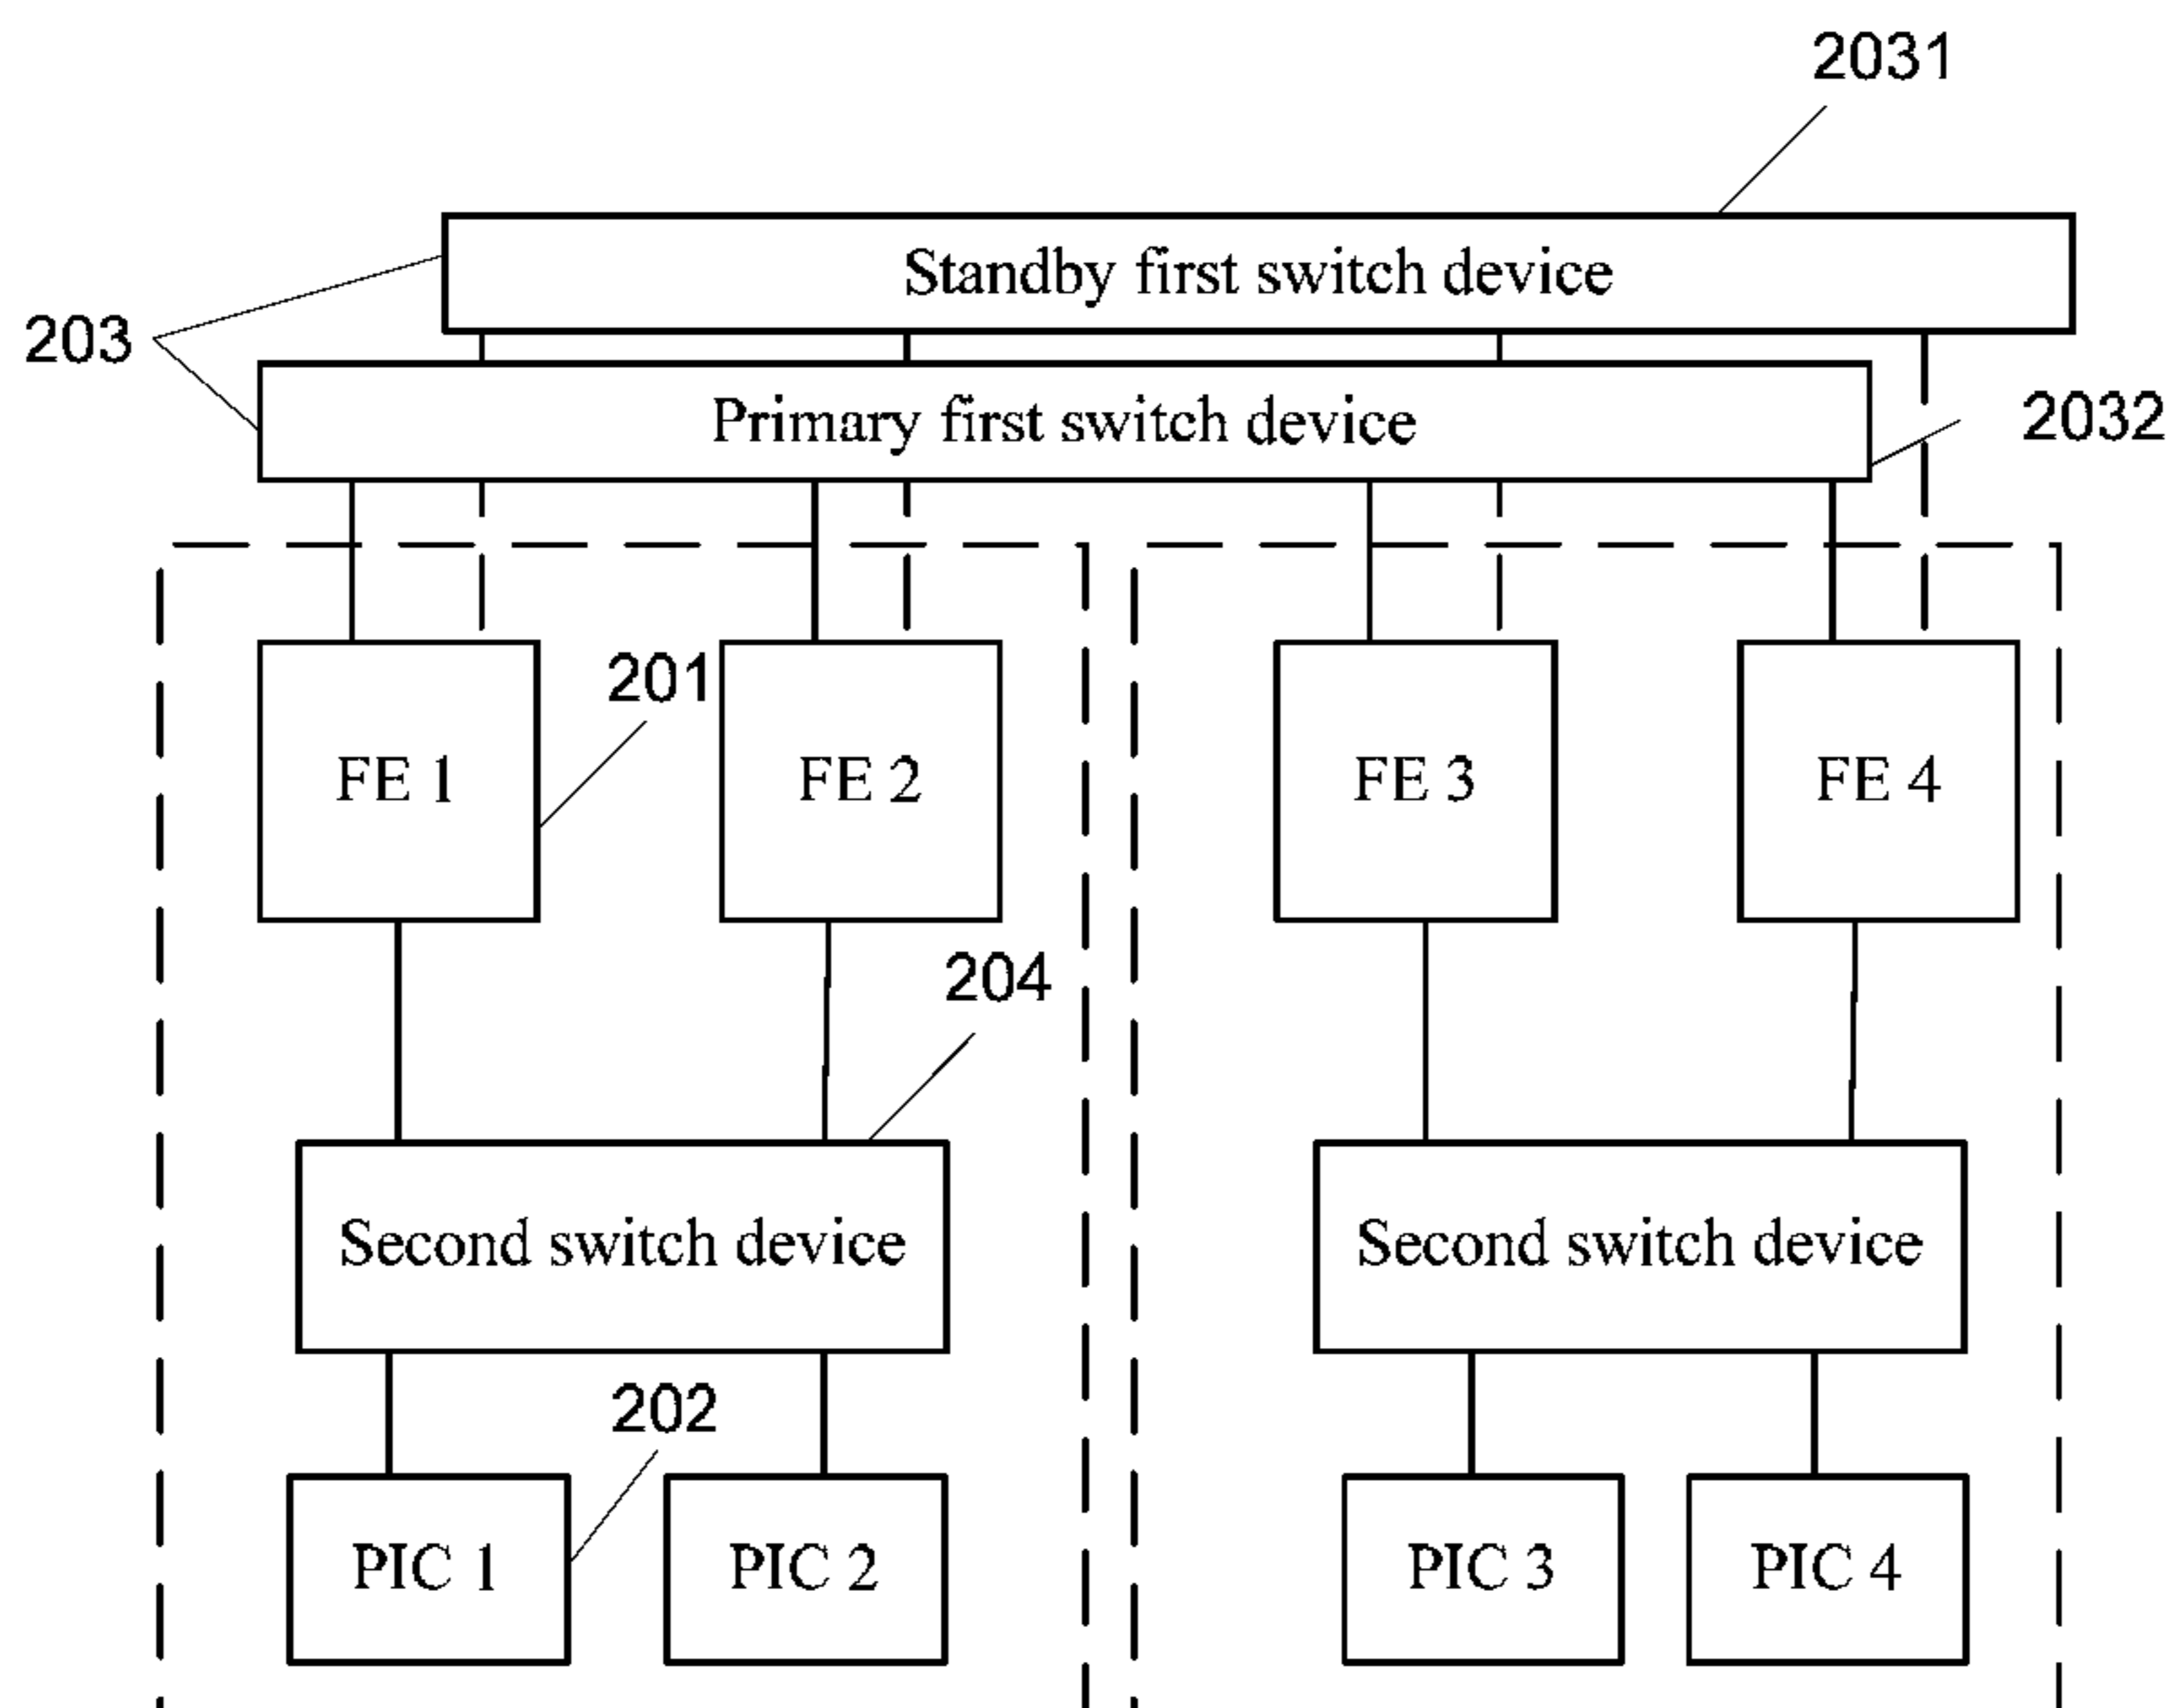 2031
Standby first switch device
203
Primary first switch device
2032
201
FE 1
FE 2
FE 3
FE 4
204
Second switch device
Second switch device
202
PIC 1
PIC 2
PIC 3
PIC 4